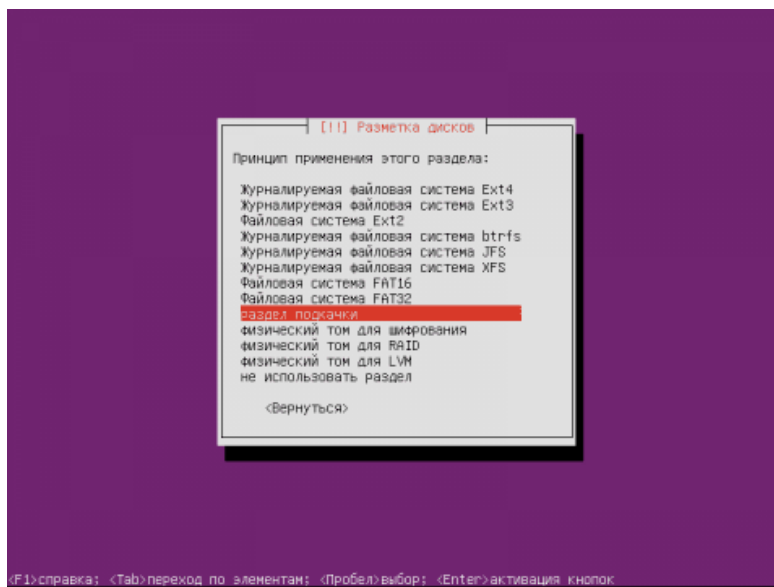 [!!] Разметка дисков
Принцип применения этого раздела:
Журналируемая файловая система Ext4
Журналируемая файловая система Ext3
Файловая система Ext2
Журналируемая файловая система btrfs
Журналируемая файловая система JFS
Журналируемая файловая система XFS
Файловая система FAT16
Файловая система FAT32
раздел подкачки
физический том для шифрования
физический том для RAID
физический том для LVM
не использовать раздел
<Вернуться>
<F1>справка; <Tab>переход по элементам; <Пробел>выбор; <Enter>активация кнопок